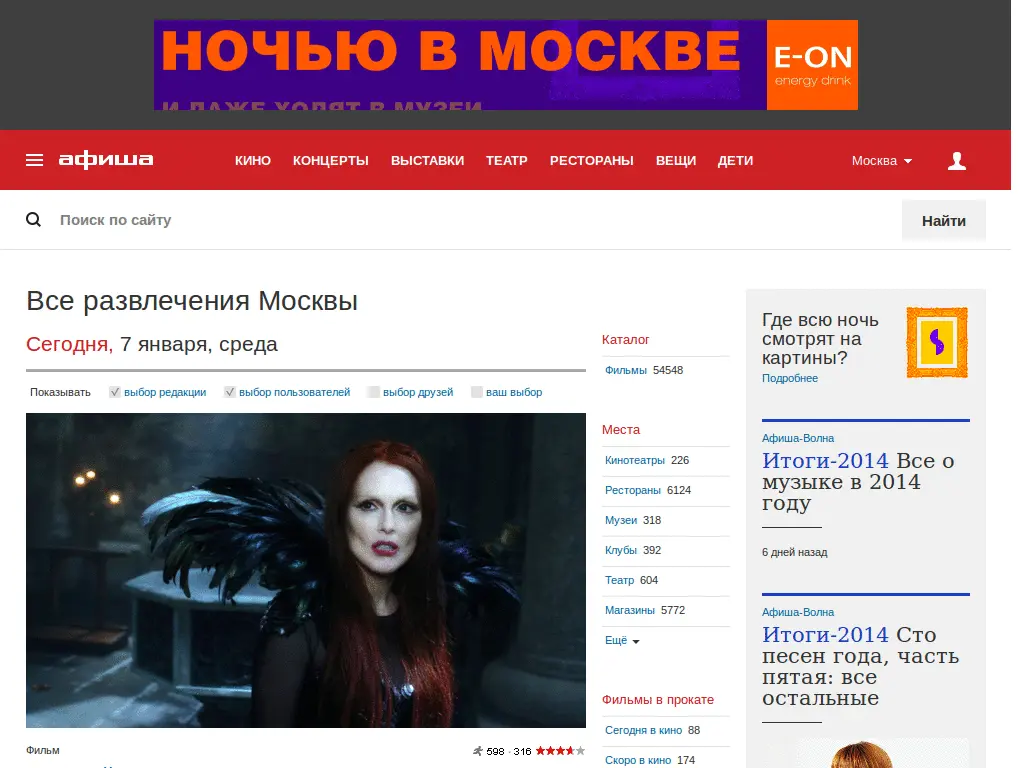 НОЧЬЮ В МОСКВЕ
И ДАЖЕ ХОДЯТ В МУЗЕИ
E-ON
energy drink
афиша
КИНО КОНЦЕРТЫ ВЫСТАВКИ ТЕАТР РЕСТОРАНЫ ВЕЩИ ДЕТИ
Москва
Поиск по сайту
Найти
Все развлечения Москвы
Сегодня, 7 января, среда
Показывать выбор редакции выбор пользователей выбор друзей ваш выбор
Фильм
598 · 316
Каталог
Фильмы 54548
Места
Кинотеатры 226
Рестораны 6124
Музеи 318
Клубы 392
Театр 604
Магазины 5772
Ещё
Фильмы в прокате
Сегодня в кино 88
Скоро в кино 174
Где всю ночь
смотрят на
картины?
Подробнее
Афиша-Волна
Итоги-2014 Все о
музыке в 2014
году
6 дней назад
Афиша-Волна
Итоги-2014 Сто
песен года, часть
пятая: все
остальные